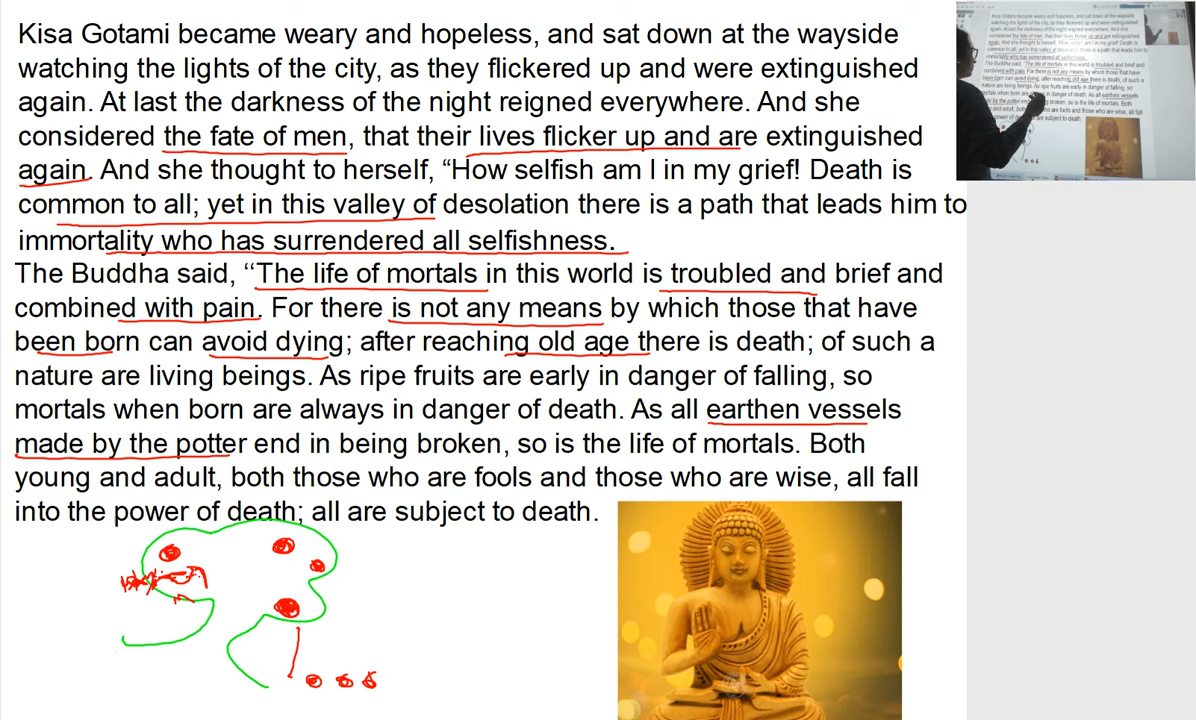 Kisa Gotami became weary and hopeless, and sat down at the wayside
watching the lights of the city, as they flickered up and were extinguished
again. At last the darkness of the night reigned everywhere. And she
considered the fate of men, that their lives flicker up and are extinguished
again. And she thought to herself, “How selfish am I in my grief! Death is
common to all; yet in this valley of desolation there is a path that leads him to
immortality who has surrendered all selfishness.
The Buddha said, “The life of mortals in this world is troubled and brief and
combined with pain. For there is not any means by which those that have
been born can avoid dying; after reaching old age there is death; of such a
nature are living beings. As ripe fruits are early in danger of falling, so
mortals when born are always in danger of death. As all earthen vessels
made by the potter end in being broken, so is the life of mortals. Both
young and adult, both those who are fools and those who are wise, all fall
into the power of death; all are subject to death.